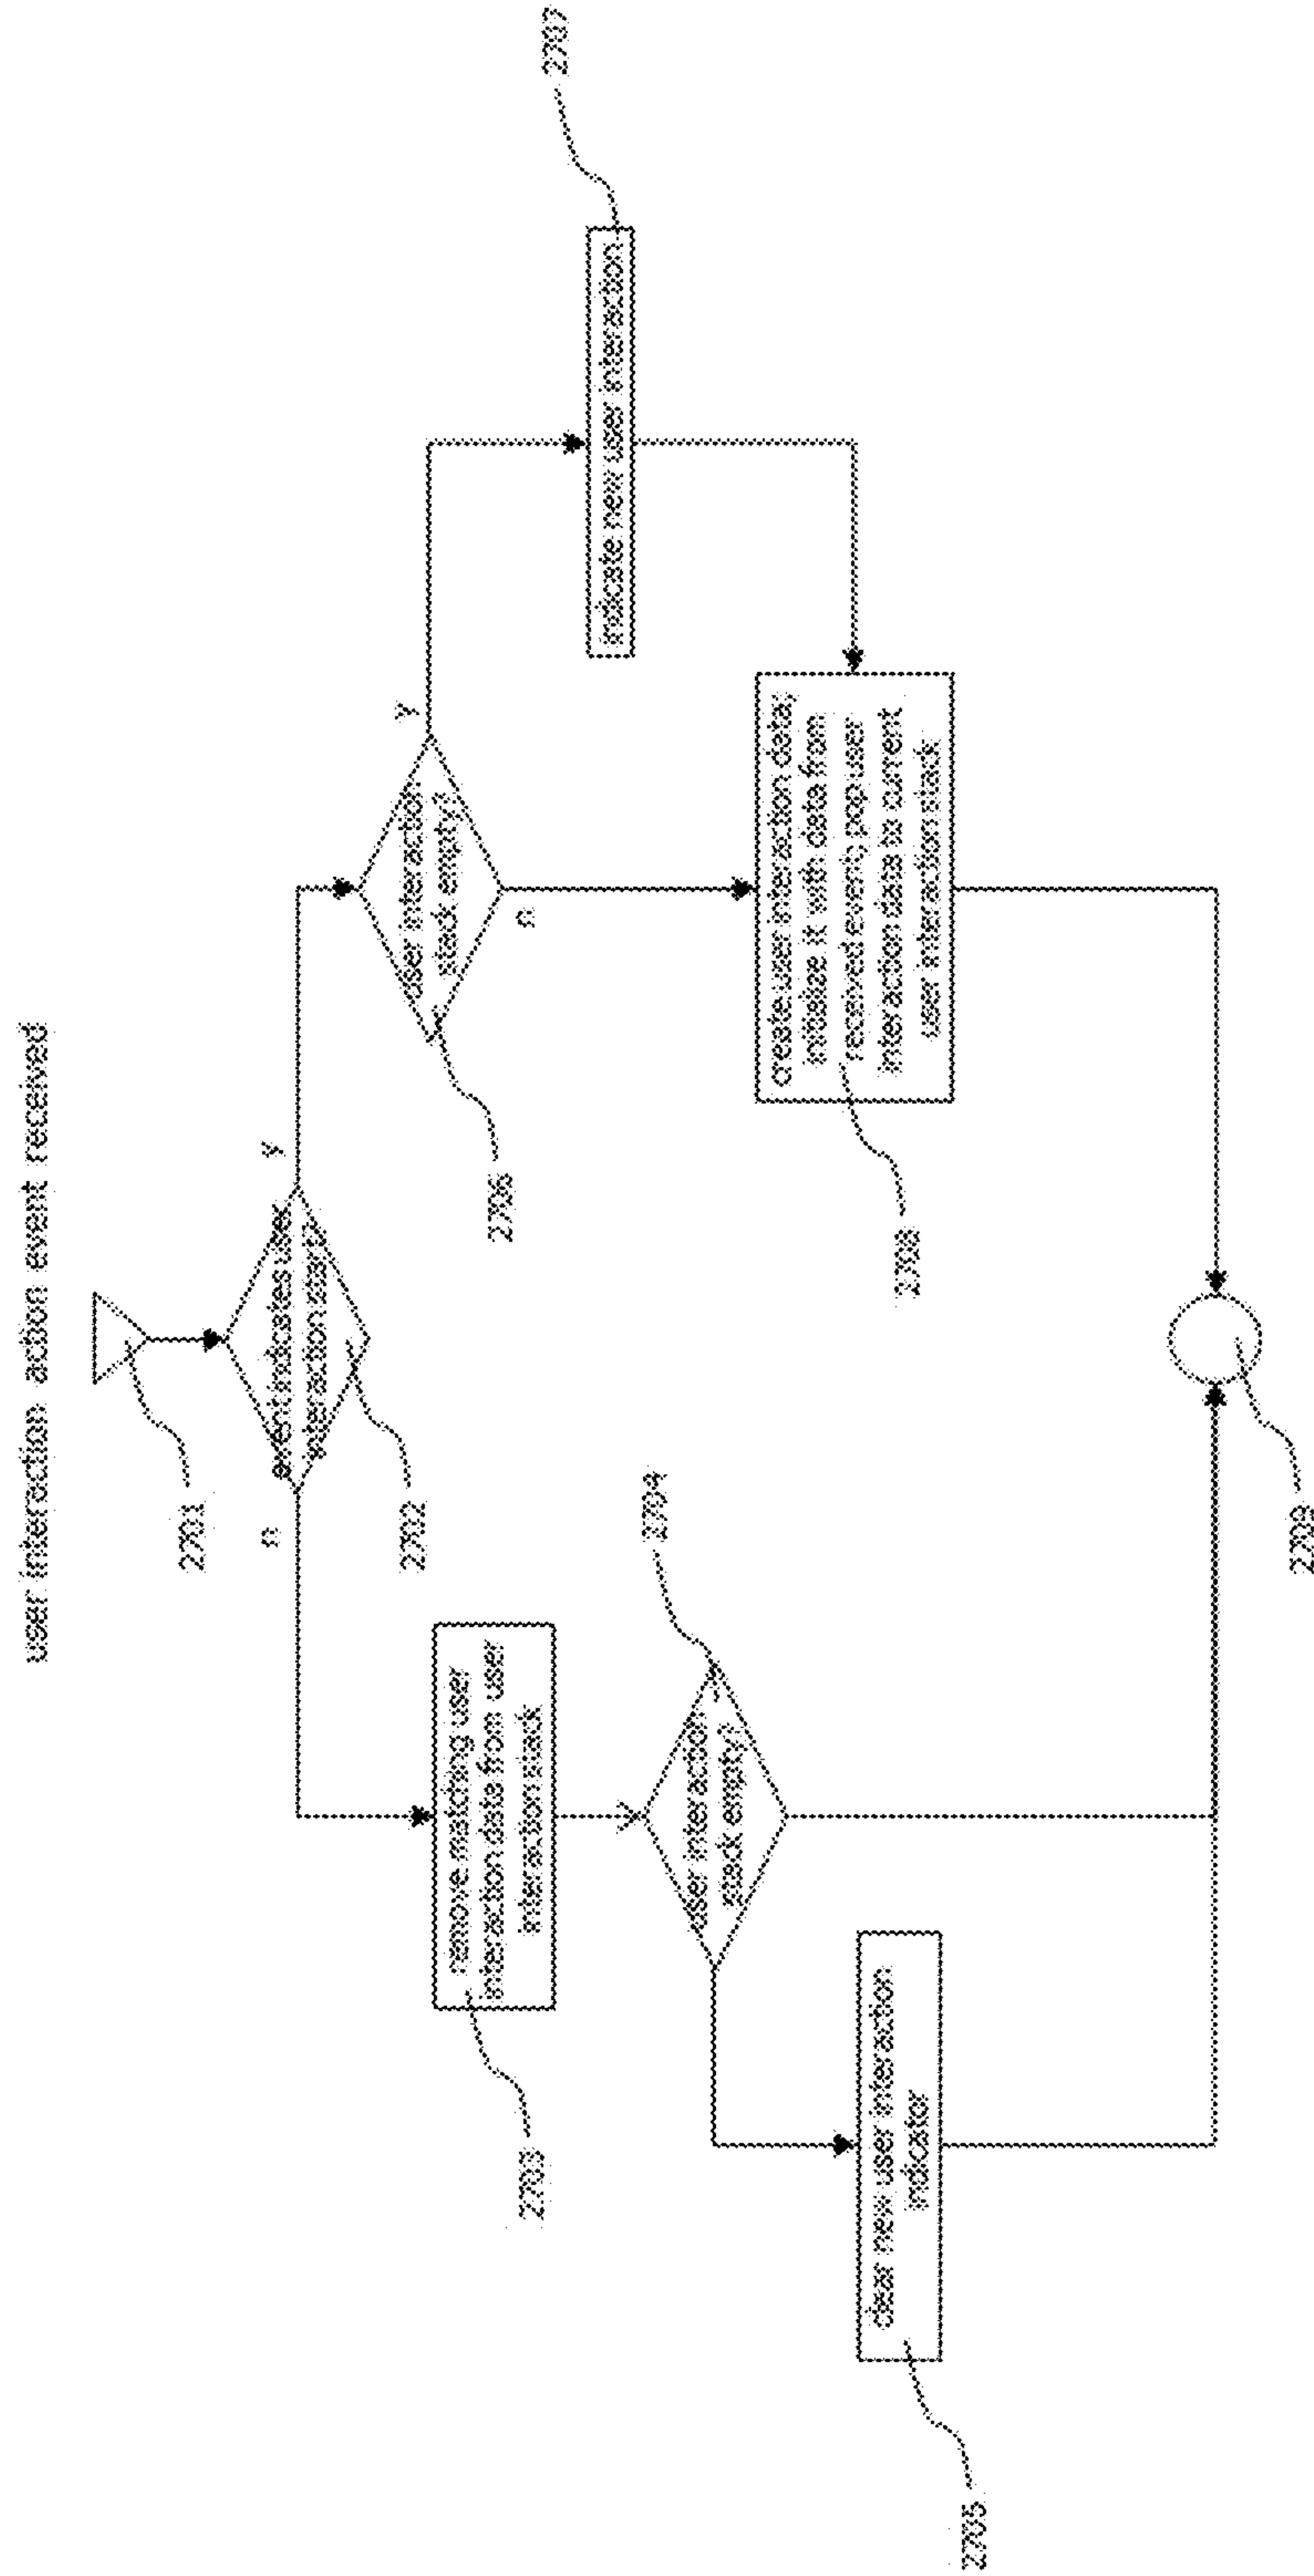 user interaction action event received
2701
event indicates user
interaction start?
2702
n
y
remove matching user
interaction data from user
interaction stack
2703
user interaction
stack empty?
2704
clear new user interaction
indicator
2705
user interaction
stack empty?
2706
y
n
indicate new user interaction
2707
create user interaction data;
initialize it with data from
received event; pop user
interaction data to current
user interaction stack
2708
2709